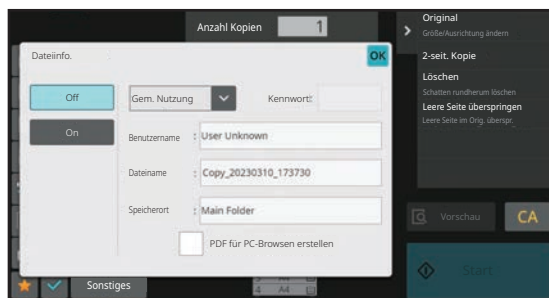 Anzahl Kopien 1
Dateiinfo.
OK
Off
On
Gem. Nutzung
Kennwort:
Benutzername : User Unknown
Dateiname : Copy_20230310_173730
Speicherort : Main Folder
PDF für PC-Browsen erstellen
Sonstiges
A4
Original
Größe/Ausrichtung ändern
2-seit. Kopie
Löschen
Schatten rundherum löschen
Leere Seite überspringen
Leere Seite im Orig. überspr.
Vorschau
CA
Start